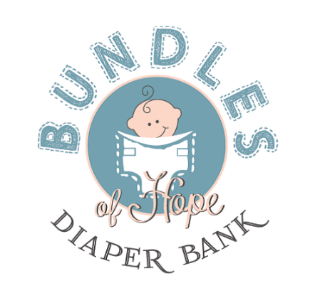 BUNDLES
of Hope
DIAPER BANK